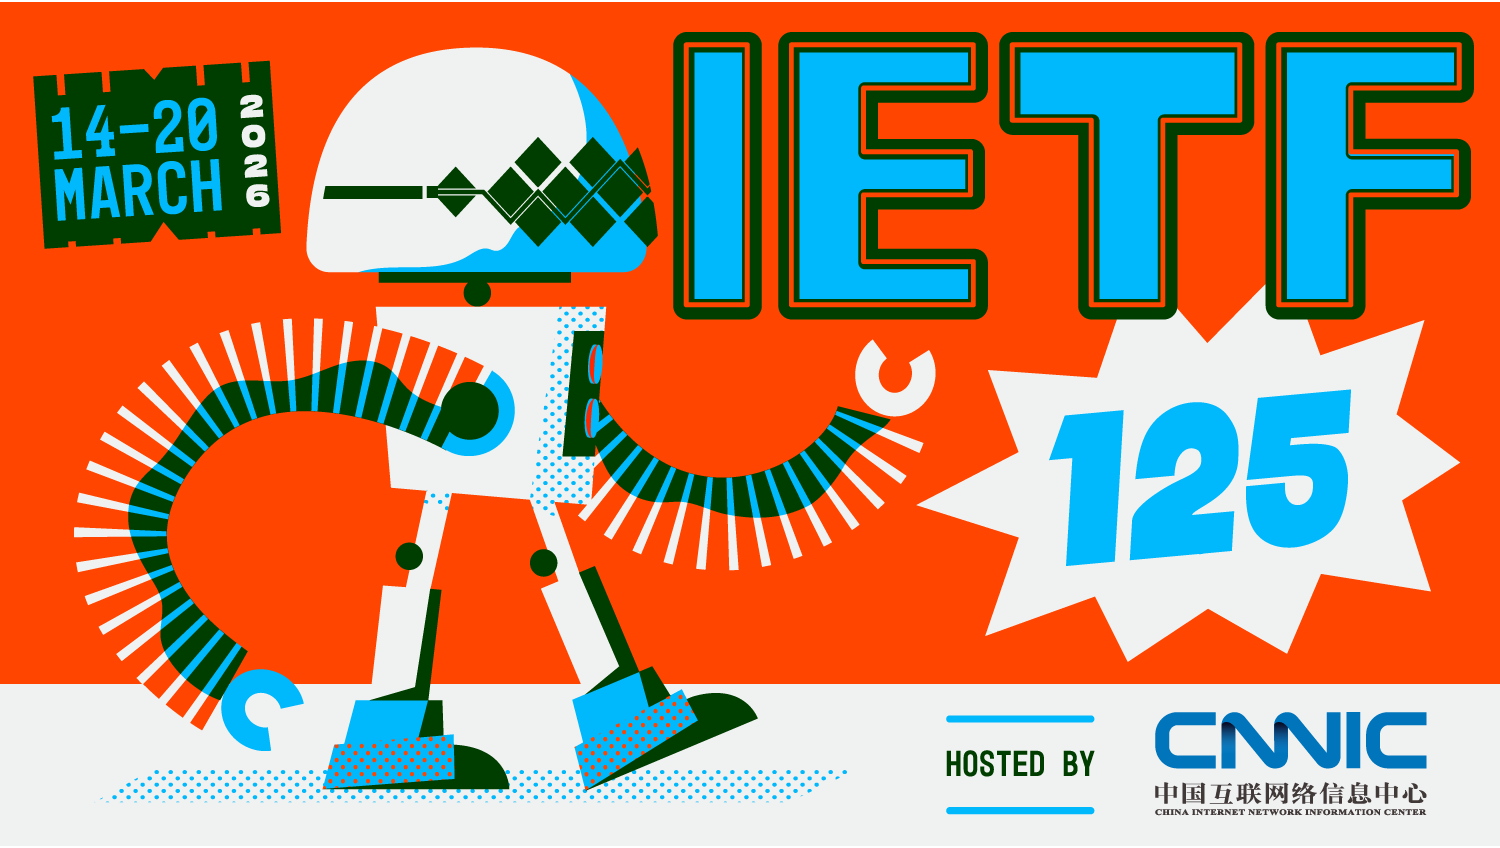 14-20
MARCH
2026
IETF
125
HOSTED BY
CNNIC
中国互联网络信息中心
CHINA INTERNET NETWORK INFORMATION CENTER